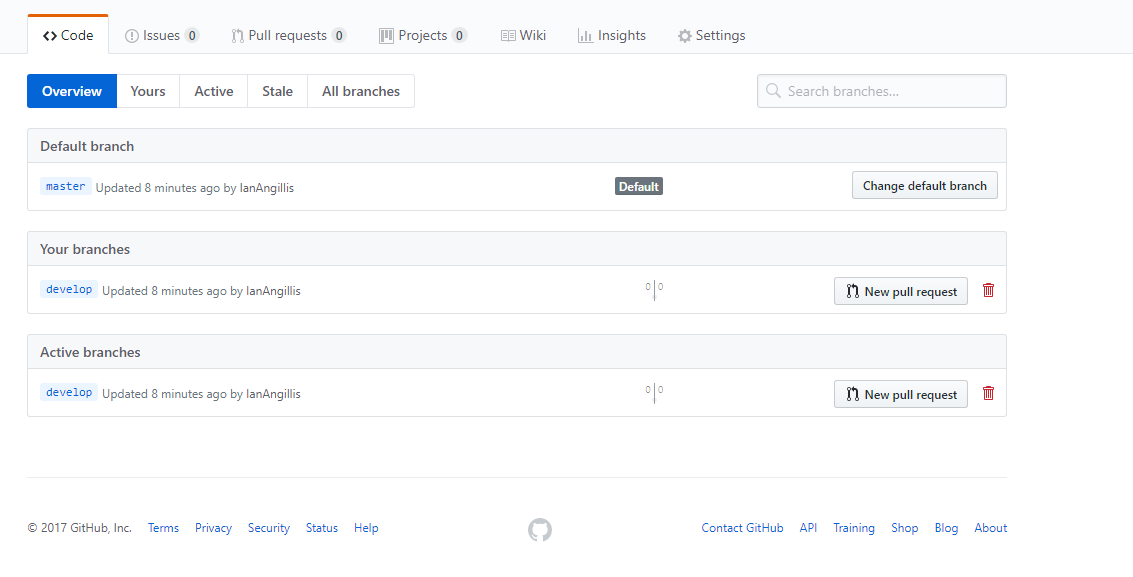 Code Issues 0 Pull requests 0 Projects 0 Wiki Insights Settings
Overview Yours Active Stale All branches Search branches...
Default branch
master Updated 8 minutes ago by IanAngillis Default Change default branch
Your branches
develop Updated 8 minutes ago by IanAngillis 0 0 New pull request
Active branches
develop Updated 8 minutes ago by IanAngillis 0 0 New pull request
© 2017 GitHub, Inc. Terms Privacy Security Status Help Contact GitHub API Training Shop Blog About